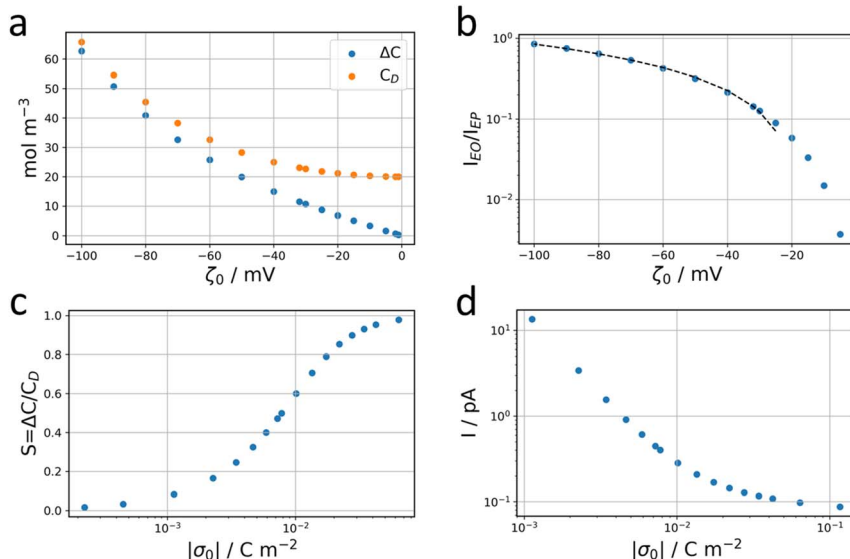 a
mol m⁻³
60
50
40
30
20
10
0
−100
−80
−60
−40
−20
0
ζ₀ / mV
ΔC
C_D
b
I_EO/I_EP
10⁰
10⁻¹
10⁻²
−100
−80
−60
−40
−20
ζ₀ / mV
c
S=ΔC/C_D
1.0
0.8
0.6
0.4
0.2
0.0
10⁻³
10⁻²
|σ₀| / C m⁻²
d
I / pA
10¹
10⁰
10⁻¹
10⁻³
10⁻²
10⁻¹
|σ₀| / C m⁻²